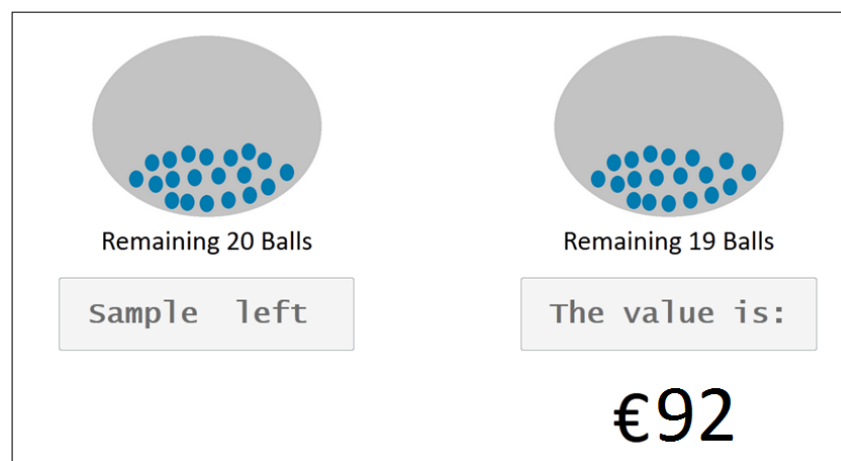 Remaining 20 Balls
Remaining 19 Balls
Sample left
The value is:
€92